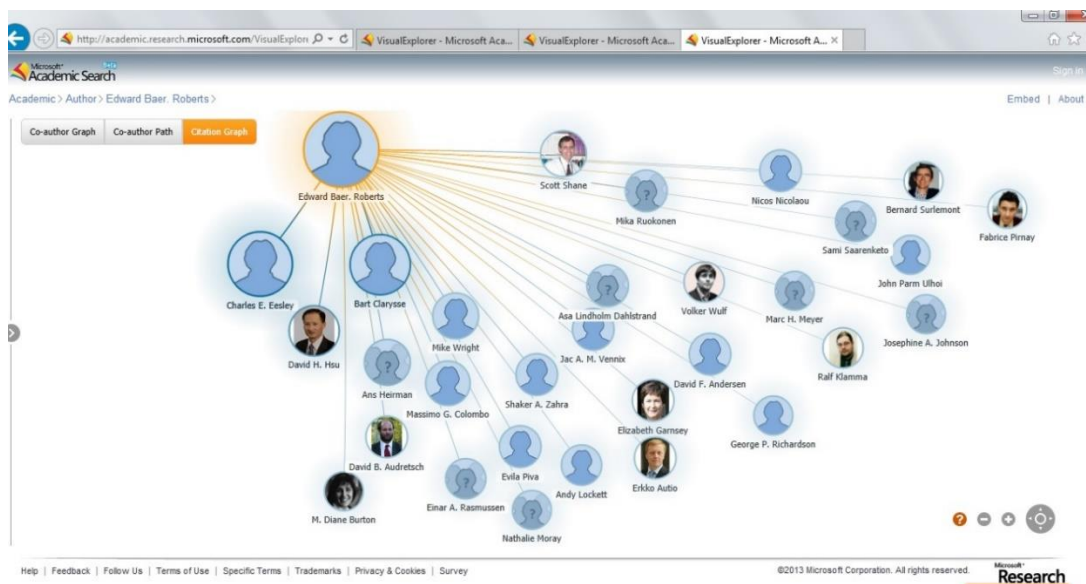 http://academic.research.microsoft.com/VisualExplor
VisualExplorer - Microsoft Aca...
VisualExplorer - Microsoft Aca...
VisualExplorer - Microsoft A...
Microsoft
Academic Search
Beta
Sign in
Academic > Author > Edward Baer. Roberts >
Embed | About
Co-author Graph
Co-author Path
Citation Graph
Edward Baer. Roberts
Scott Shane
Mika Ruokonen
Nicos Nicolaou
Bernard Surlemont
Fabrice Pirnay
Sami Saarenketo
John Parm Ulhoi
Charles E. Eesley
Bart Clarysse
Asa Lindholm Dahlstrand
Volker Wulf
Marc H. Meyer
Josephine A. Johnson
David H. Hsu
Mike Wright
Jac A. M. Vennix
Ralf Klamma
Ans Heirman
David F. Andersen
Massimo G. Colombo
Shaker A. Zahra
Elizabeth Garnsey
George P. Richardson
David B. Audretsch
Evila Piva
Erkko Autio
Andy Lockett
M. Diane Burton
Einar A. Rasmussen
Nathalie Moray
Help | Feedback | Follow Us | Terms of Use | Specific Terms | Trademarks | Privacy & Cookies | Survey
©2013 Microsoft Corporation. All rights reserved.
Microsoft
Research